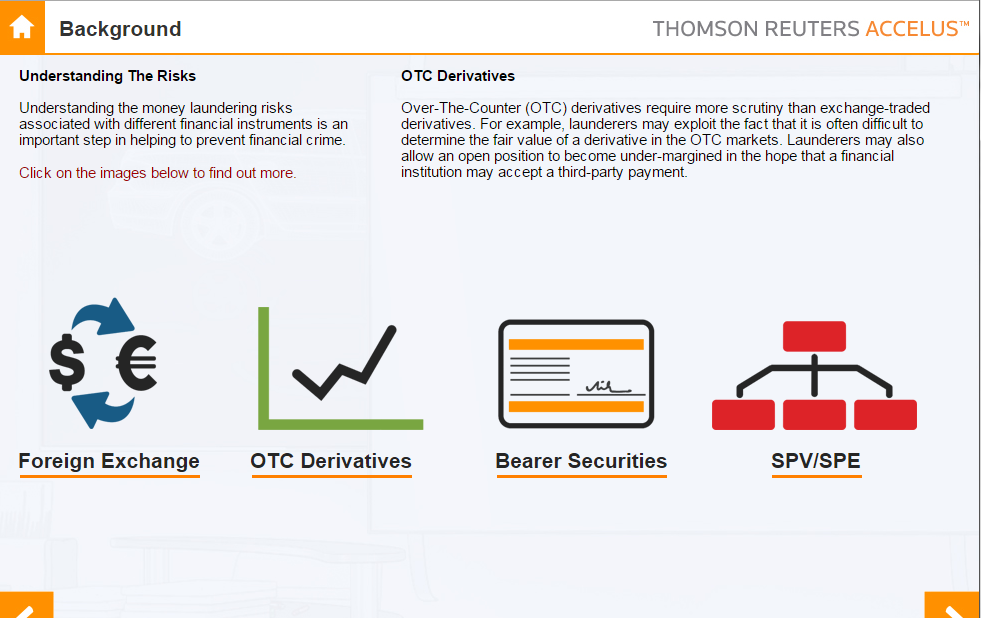 Background
THOMSON REUTERS ACCELUS™
Understanding The Risks
Understanding the money laundering risks
associated with different financial instruments is an
important step in helping to prevent financial crime.
Click on the images below to find out more.
OTC Derivatives
Over-The-Counter (OTC) derivatives require more scrutiny than exchange-traded
derivatives. For example, launderers may exploit the fact that it is often difficult to
determine the fair value of a derivative in the OTC markets. Launderers may also
allow an open position to become under-margined in the hope that a financial
institution may accept a third-party payment.
$ €
Foreign Exchange
OTC Derivatives
Bearer Securities
SPV/SPE